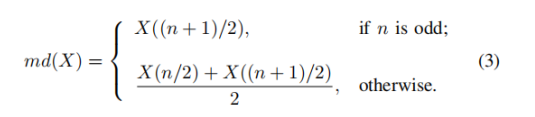 md(X) = { X((n + 1)/2), if n is odd;
X(n/2) + X((n + 1)/2) / 2, otherwise. (3)